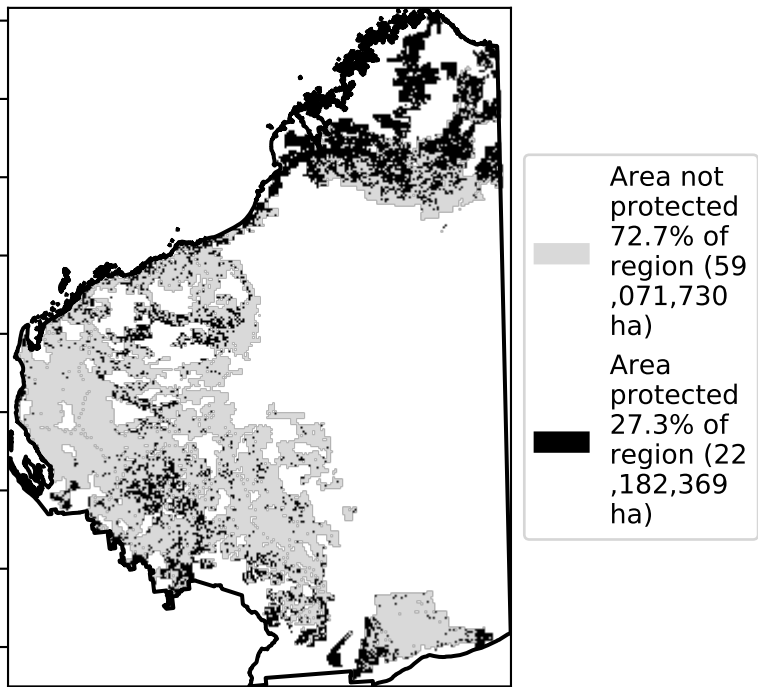 Area not
protected
72.7% of
region (59
,071,730
ha)
Area
protected
27.3% of
region (22
,182,369
ha)